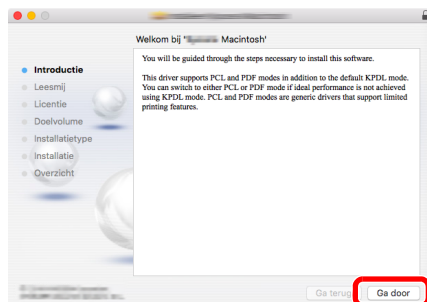 Welkom bij " Macintosh'
You will be guided through the steps necessary to install this software.
This driver supports PCL and PDF modes in addition to the default KPDL mode.
You can switch to either PCL or PDF mode if ideal performance is not achieved
using KPDL mode. PCL and PDF modes are generic drivers that support limited
printing features.
Introductie
Leesmij
Licentie
Doelvolume
Installatietype
Installatie
Overzicht
Ga terug
Ga door